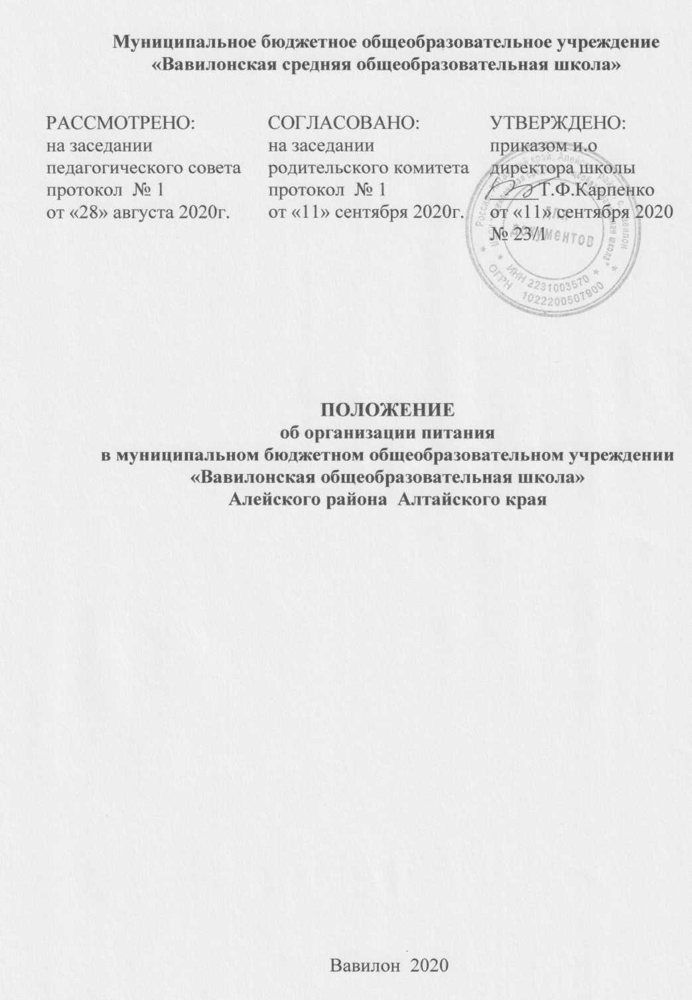 Муниципальное бюджетное общеобразовательное учреждение
«Вавилонская средняя общеобразовательная школа»
РАССМОТРЕНО:
на заседании
педагогического совета
протокол № 1
от «28» августа 2020г.
СОГЛАСОВАНО:
на заседании
родительского комитета
протокол № 1
от «11» сентября 2020г.
УТВЕРЖДЕНО:
приказом и.о
директора школы
_____Т.Ф.Карпенко
от «11» сентября 2020
№ 23/1
для
документов
ИНН 2231003570
ОГРН 1022200507900
ПОЛОЖЕНИЕ
об организации питания
в муниципальном бюджетном общеобразовательном учреждении
«Вавилонская общеобразовательная школа»
Алейского района Алтайского края
Вавилон 2020